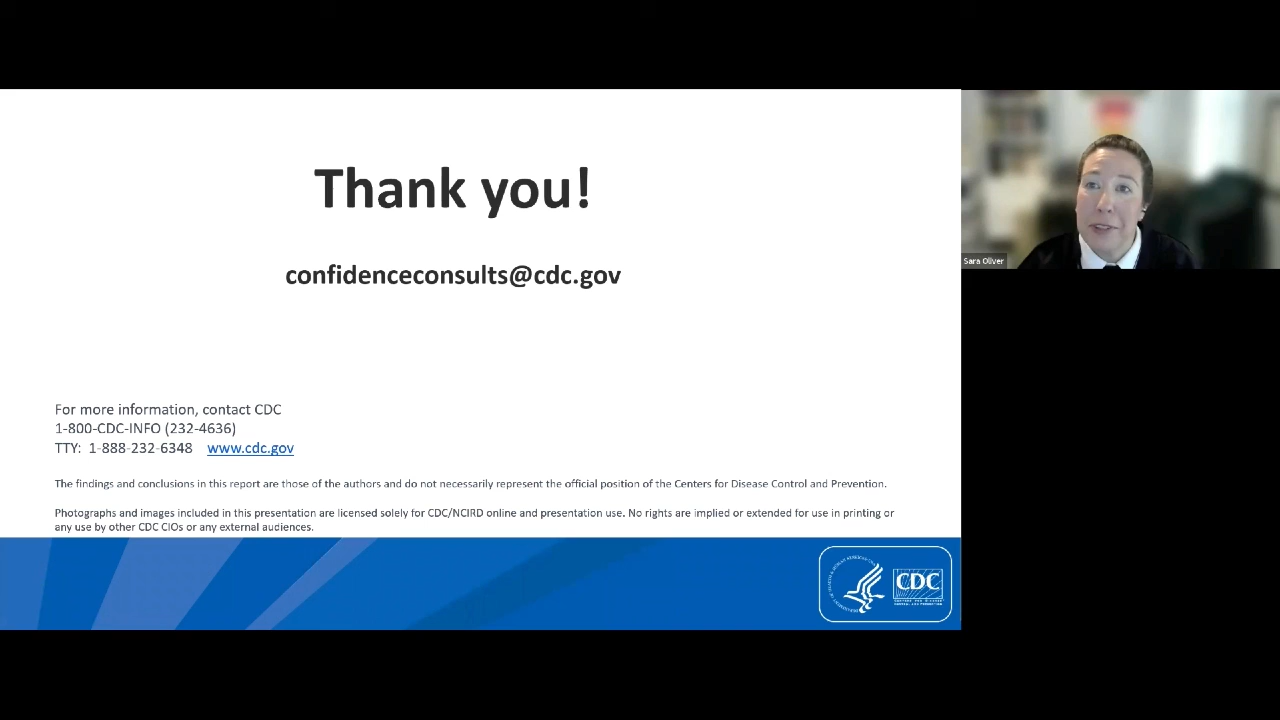 Thank you!
confidenceconsults@cdc.gov
For more information, contact CDC
1-800-CDC-INFO (232-4636)
TTY:  1-888-232-6348    www.cdc.gov
The findings and conclusions in this report are those of the authors and do not necessarily represent the official position of the Centers for Disease Control and Prevention.
Photographs and images included in this presentation are licensed solely for CDC/NCIRD online and presentation use. No rights are implied or extended for use in printing or
any use by other CDC CIOs or any external audiences.
CDC
Sara Oliver